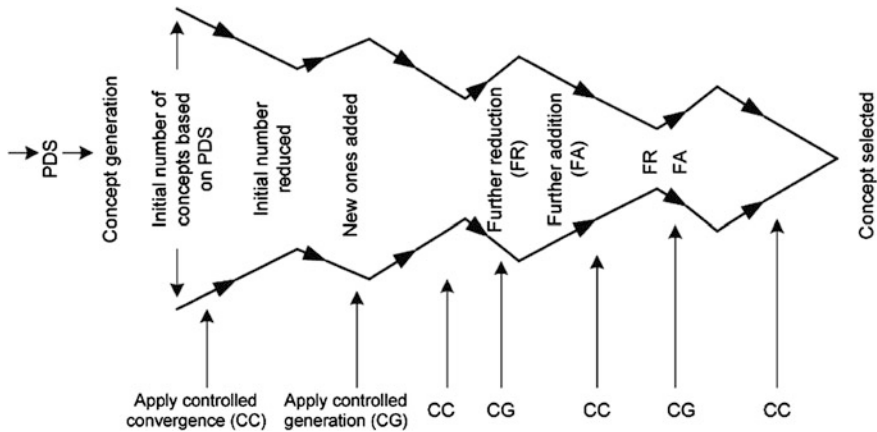 PDS
Concept generation
Initial number of
concepts based
on PDS
Initial number
reduced
New ones added
Further reduction
(FR)
Further addition
(FA)
FR
FA
Concept selected
Apply controlled
convergence (CC)
Apply controlled
generation (CG)
CC
CG
CC
CG
CC